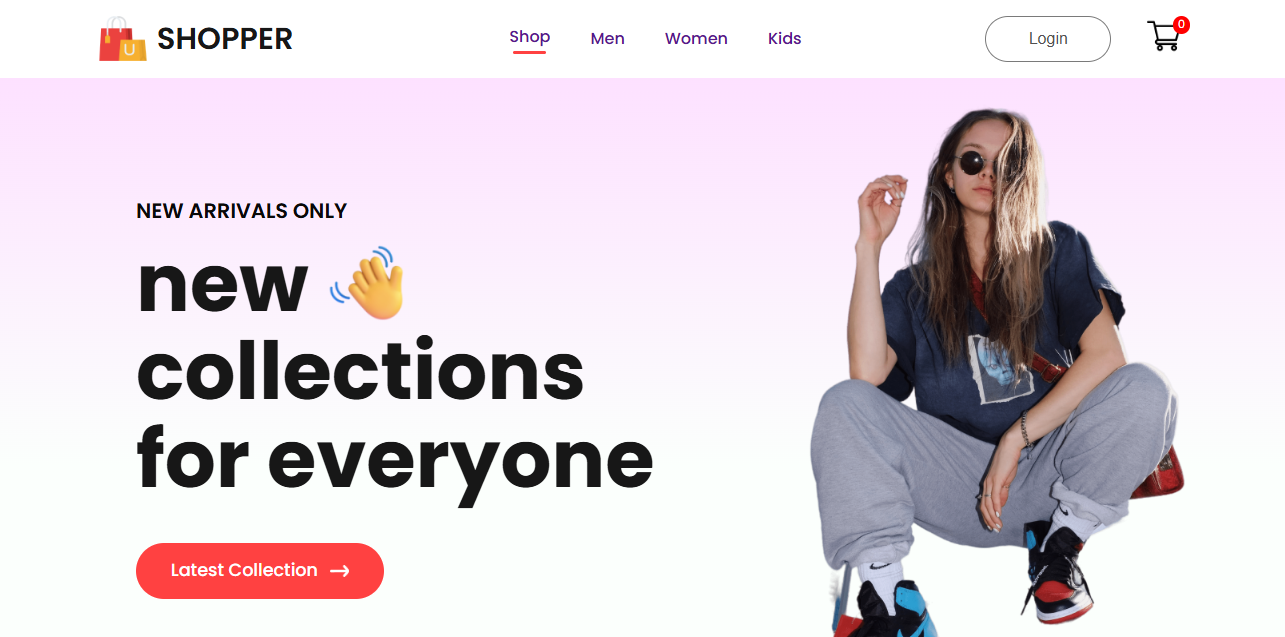 U
SHOPPER
Shop
Men
Women
Kids
Login
0
NEW ARRIVALS ONLY
new
collections
for everyone
Latest Collection